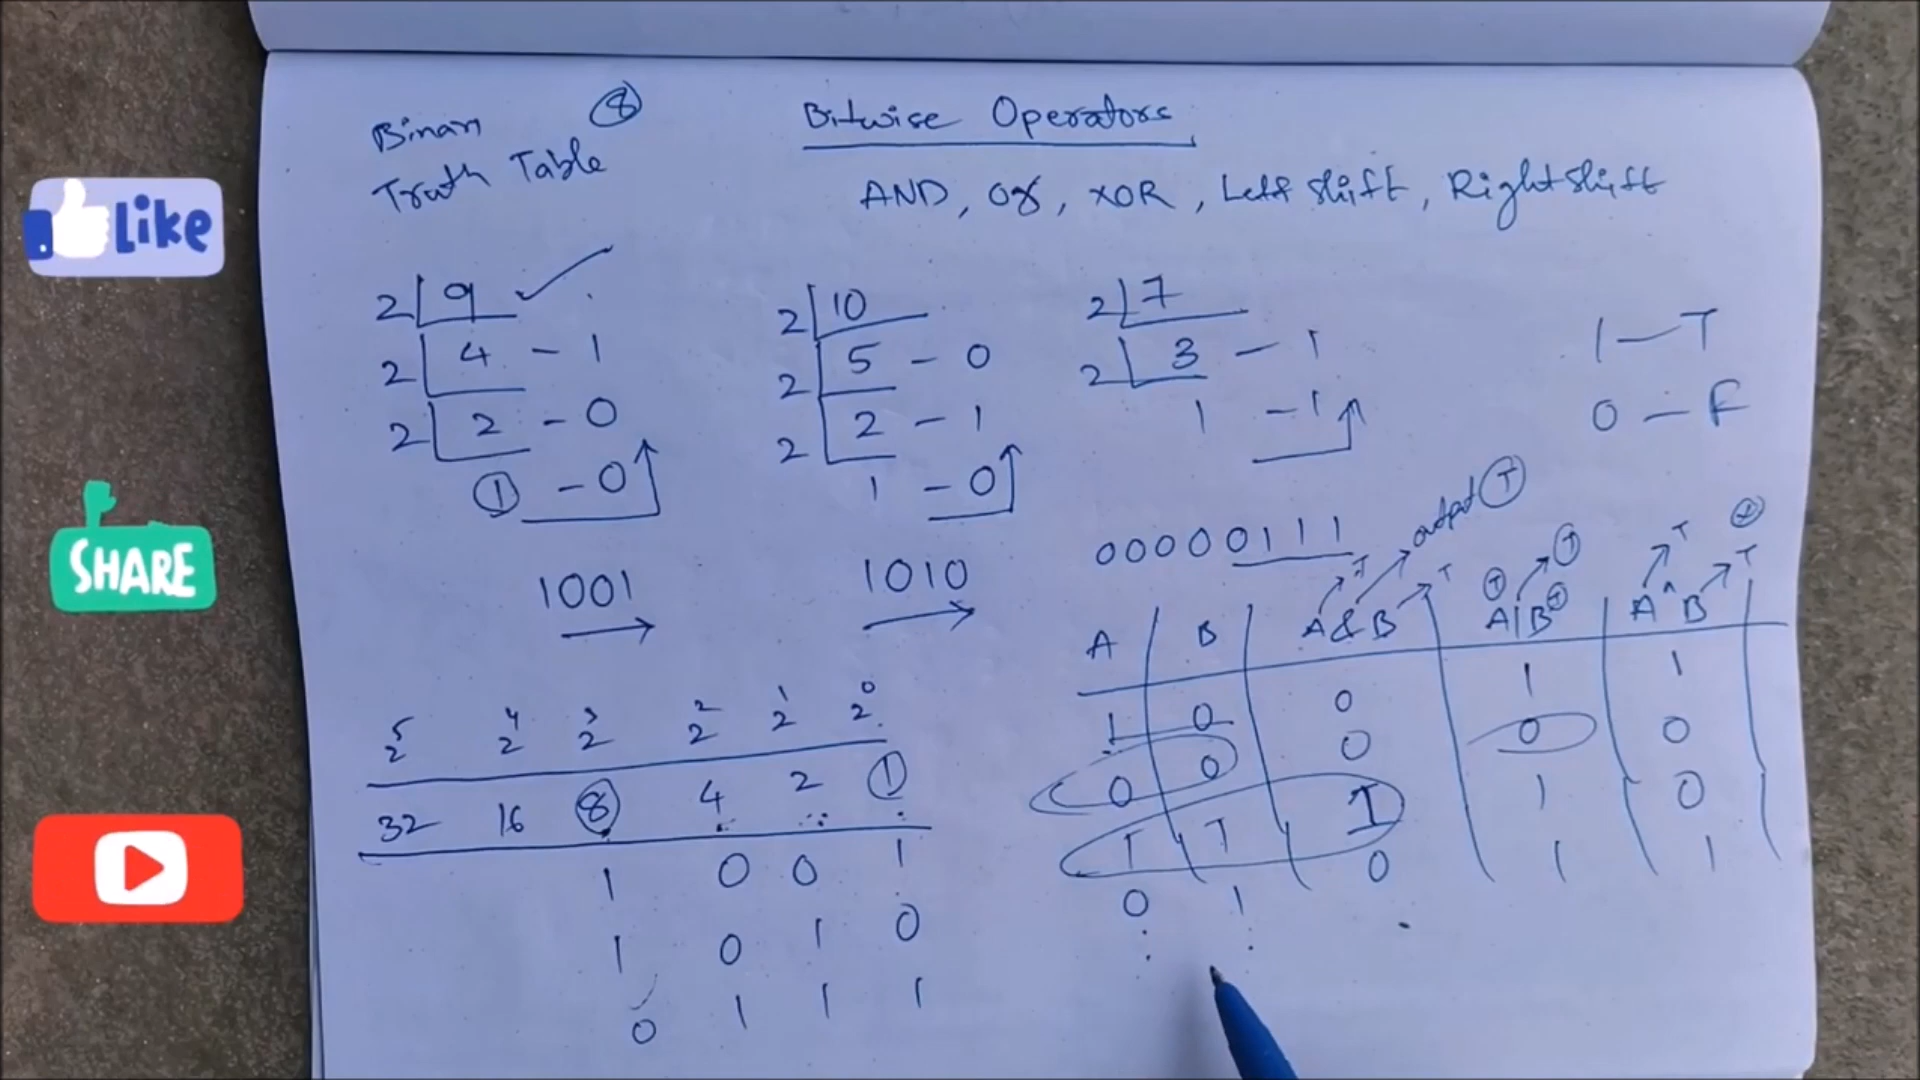 Binary
Truth Table
8
Bitwise Operators
AND, OR, XOR, Left shift, Right shift
Like
SHARE
2 9
2 4 - 1
2 2 - 0
1 - 0
1001
2 10
2 5 - 0
2 2 - 1
1 - 0
1010
2 7
2 3 - 1
1 - 1
00000111
1 - T
0 - F
2^5 2^4 2^3 2^2 2^1 2^0
32 16 8 4 2 1
1 0 0 1
1 0 1 0
0 1 1 1
output T
T T T T T T T
A B A & B A|B A^B
1 0 0 1 1
0 0 0 0 0
1 1 1 1 0
0 1 0 1 1